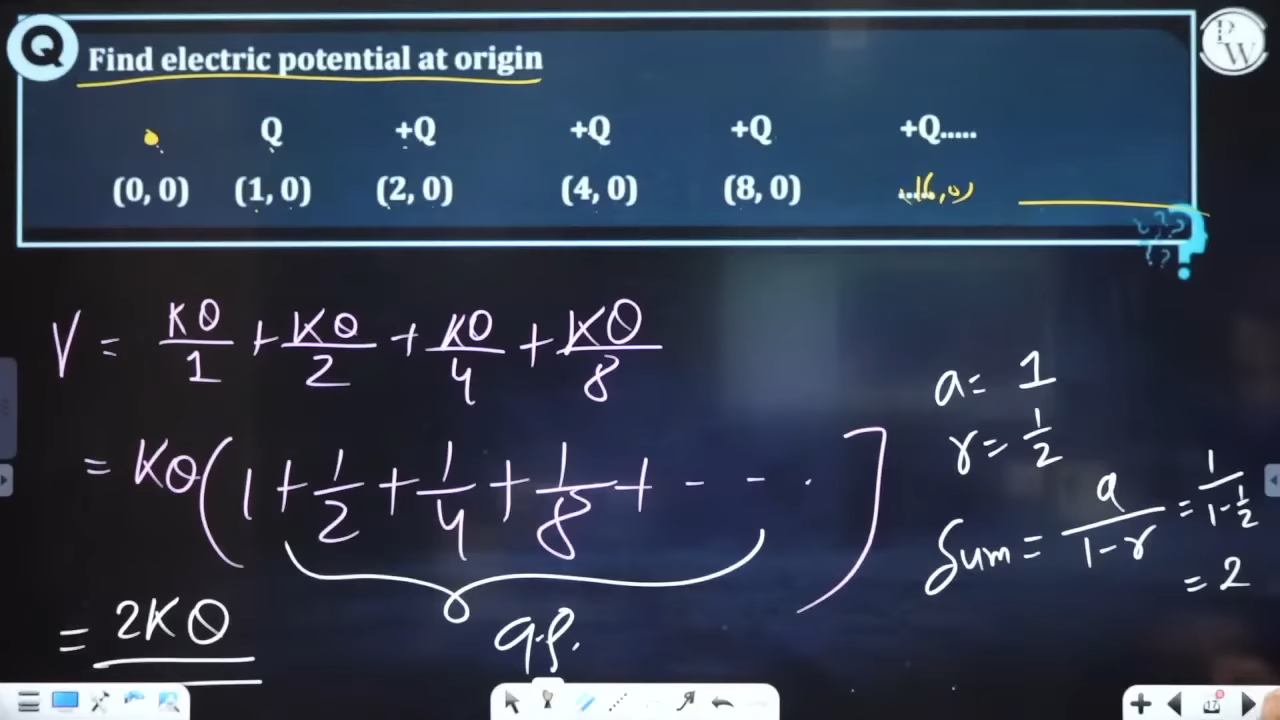 Q Find electric potential at origin
PW
Q +Q +Q +Q +Q.....
(0, 0) (1, 0) (2, 0) (4, 0) (8, 0) (16,0)
???
??
?
V = KQ/1 + KQ/2 + KQ/4 + KQ/8
= KQ(1 + 1/2 + 1/4 + 1/8 + - - . ]
G.P.
= 2KQ
a = 1
r = 1/2
Sum = a/1-r = 1/1-1/2
= 2
17